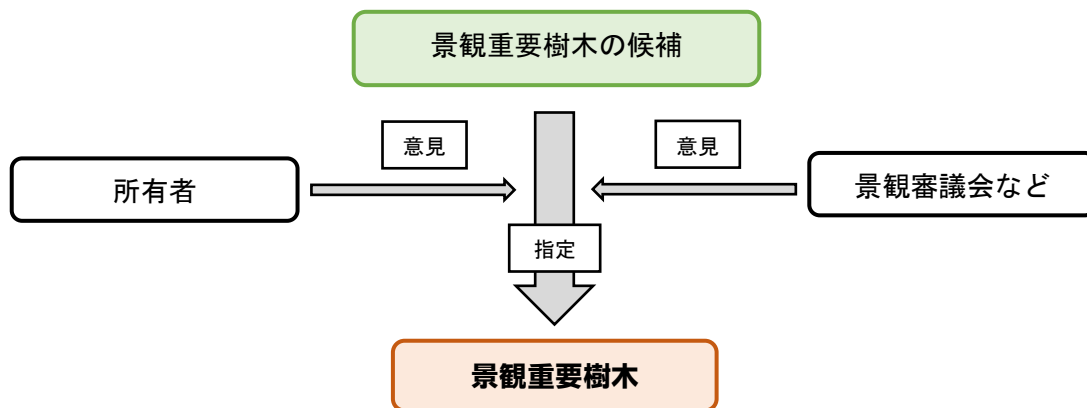 景観重要樹木の候補
意見
意見
所有者
景観審議会など
指定
景観重要樹木